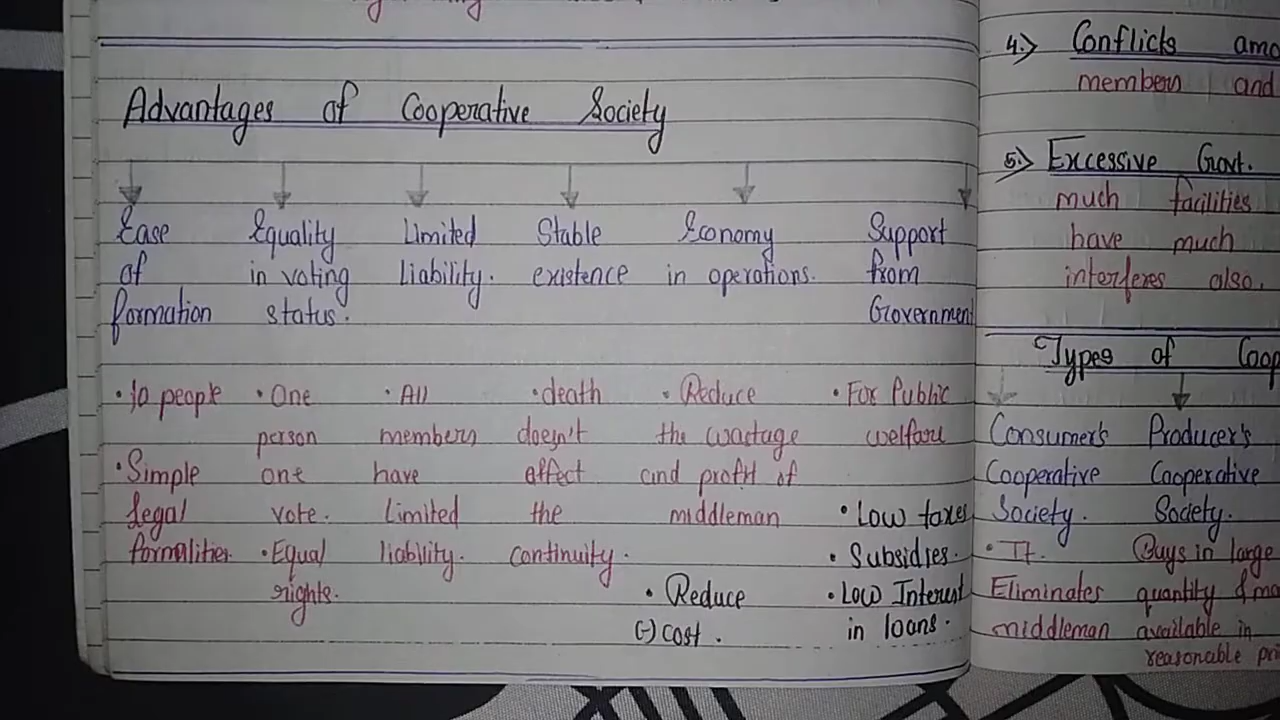 Advantages of Cooperative Society
Ease
of
formation
Equality
in voting
status.
Limited
liability.
Stable
existence
Economy
in operations.
Support
from
Government
• 10 people
• Simple
legal
formalities.
• One
person
one
vote.
• Equal
rights.
• All
members
have
Limited
liability.
• death
doesn't
affect
the
continuity.
• Reduce
the wastage
and profit of
middleman
• Reduce
(-) cost.
• For Public
welfare
• Low taxes
• Subsidies.
• Low Interest
in loans.
4.) Conflicts
members and
5.) Excessive Govt.
much facilities
have much
interferes also.
Types of Coop
Consumer's
Cooperative
Society.
• It.
Eliminates
middleman
Producer's
Cooperative
Society.
Buys in large
quantity &
available in
reasonable